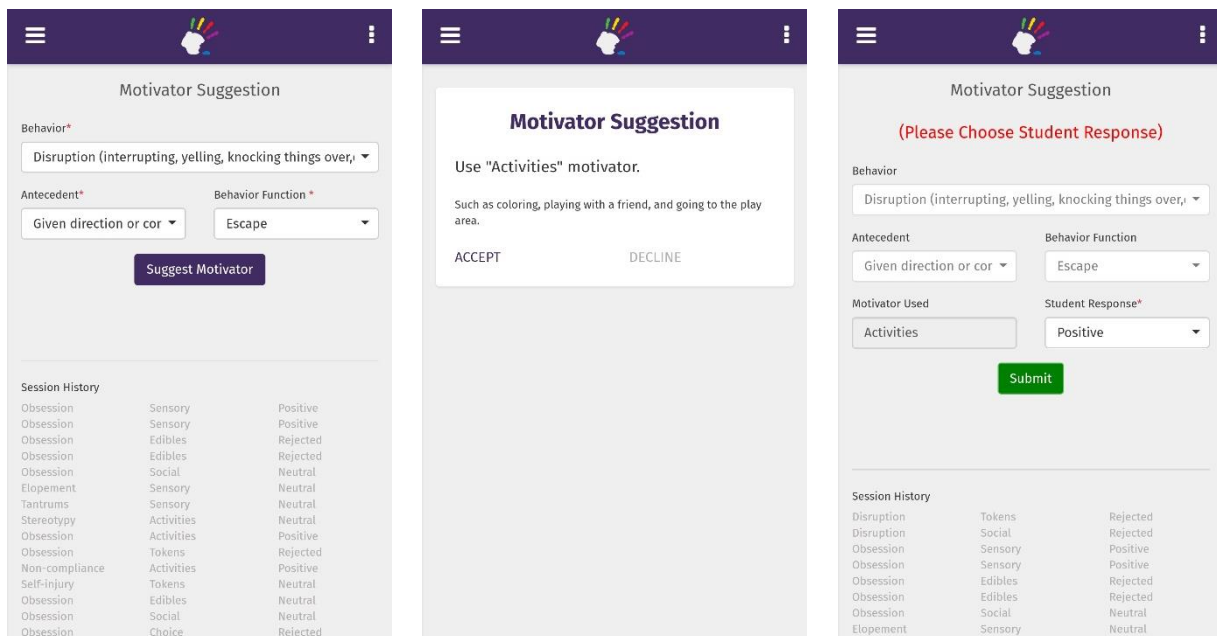 Motivator Suggestion
Behavior*
Disruption (interrupting, yelling, knocking things over,
Antecedent* Behavior Function *
Given direction or cor Escape
Suggest Motivator
Session History
Obsession Sensory Positive
Obsession Sensory Positive
Obsession Edibles Rejected
Obsession Edibles Rejected
Obsession Social Neutral
Elopement Sensory Neutral
Tantrums Sensory Neutral
Stereotypy Activities Neutral
Obsession Activities Positive
Obsession Tokens Rejected
Non-compliance Activities Positive
Self-injury Tokens Neutral
Obsession Edibles Neutral
Obsession Social Neutral
Obsession Choice Rejected
Motivator Suggestion
Use "Activities" motivator.
Such as coloring, playing with a friend, and going to the play
area.
ACCEPT DECLINE
Motivator Suggestion
(Please Choose Student Response)
Behavior
Disruption (interrupting, yelling, knocking things over,
Antecedent Behavior Function
Given direction or cor Escape
Motivator Used Student Response*
Activities Positive
Submit
Session History
Disruption Tokens Rejected
Disruption Social Rejected
Obsession Sensory Positive
Obsession Sensory Positive
Obsession Edibles Rejected
Obsession Edibles Rejected
Obsession Social Neutral
Elopement Sensory Neutral